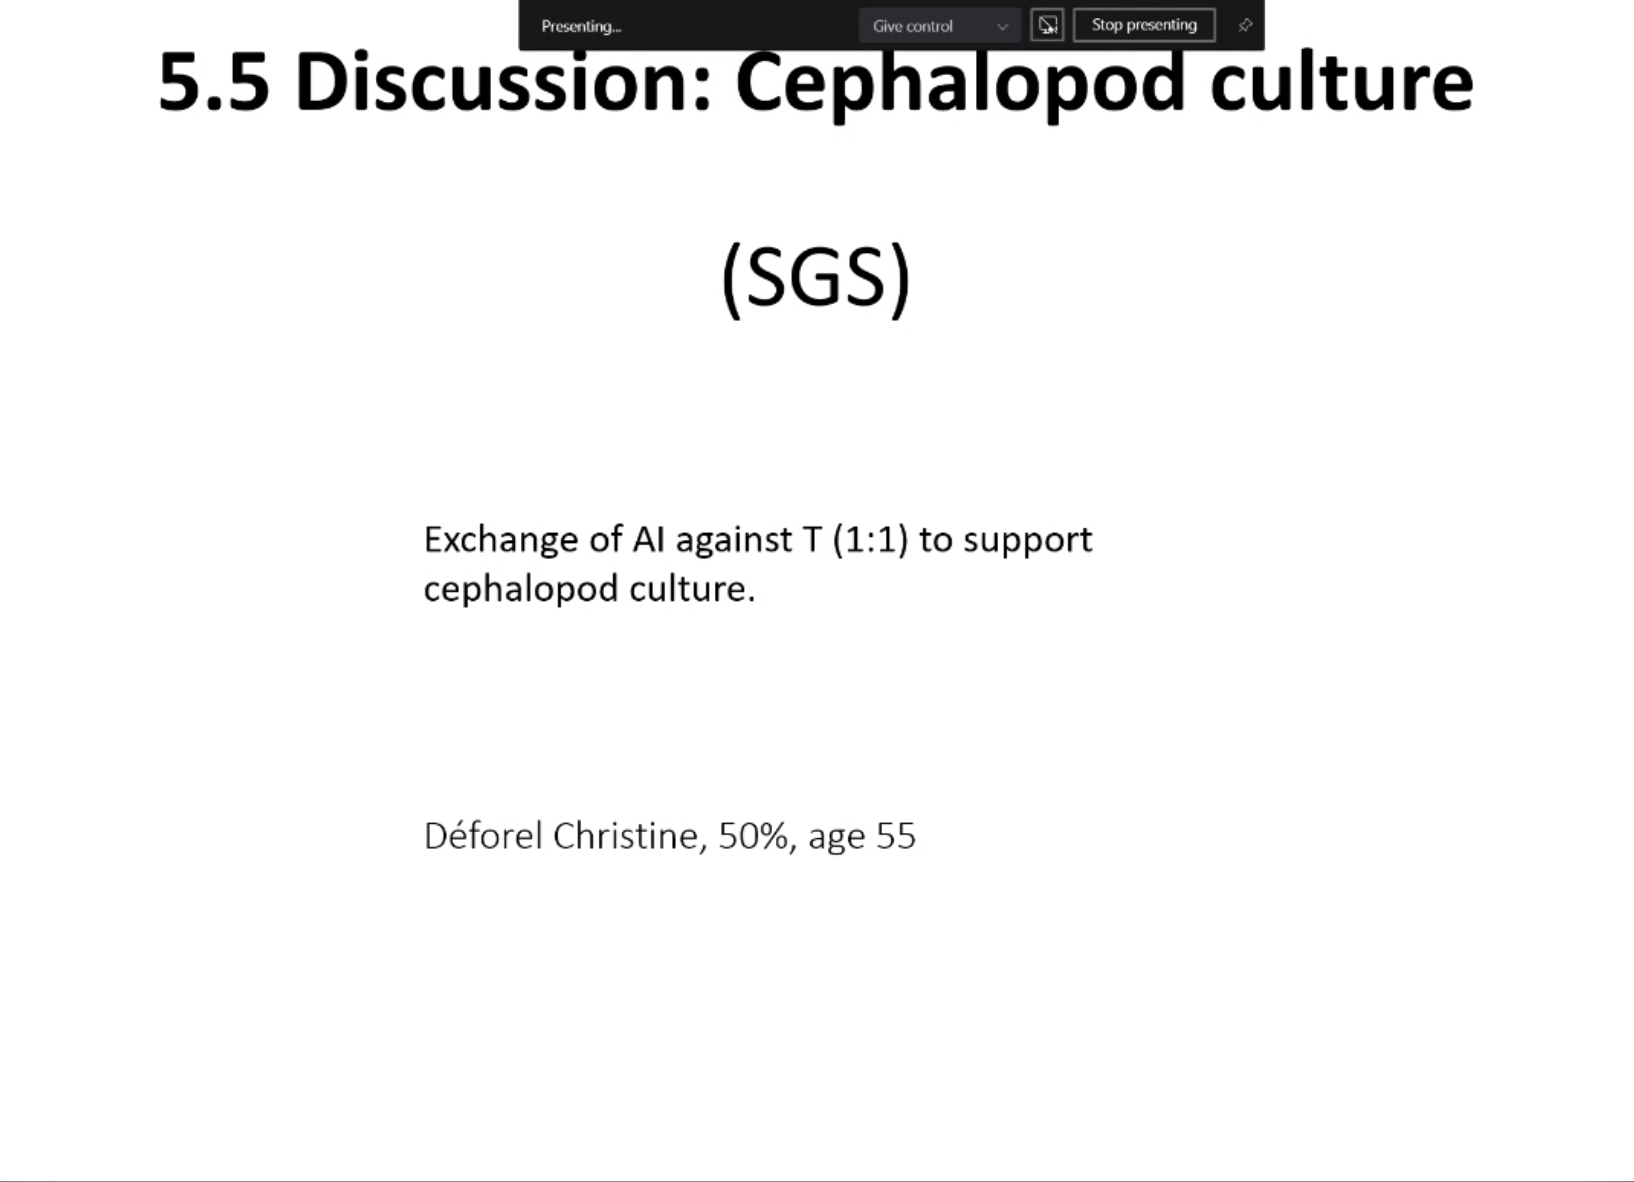 Presenting...
Give control
Stop presenting
5.5 Discussion: Cephalopod culture
(SGS)
Exchange of AI against T (1:1) to support
cephalopod culture.
Déforel Christine, 50%, age 55